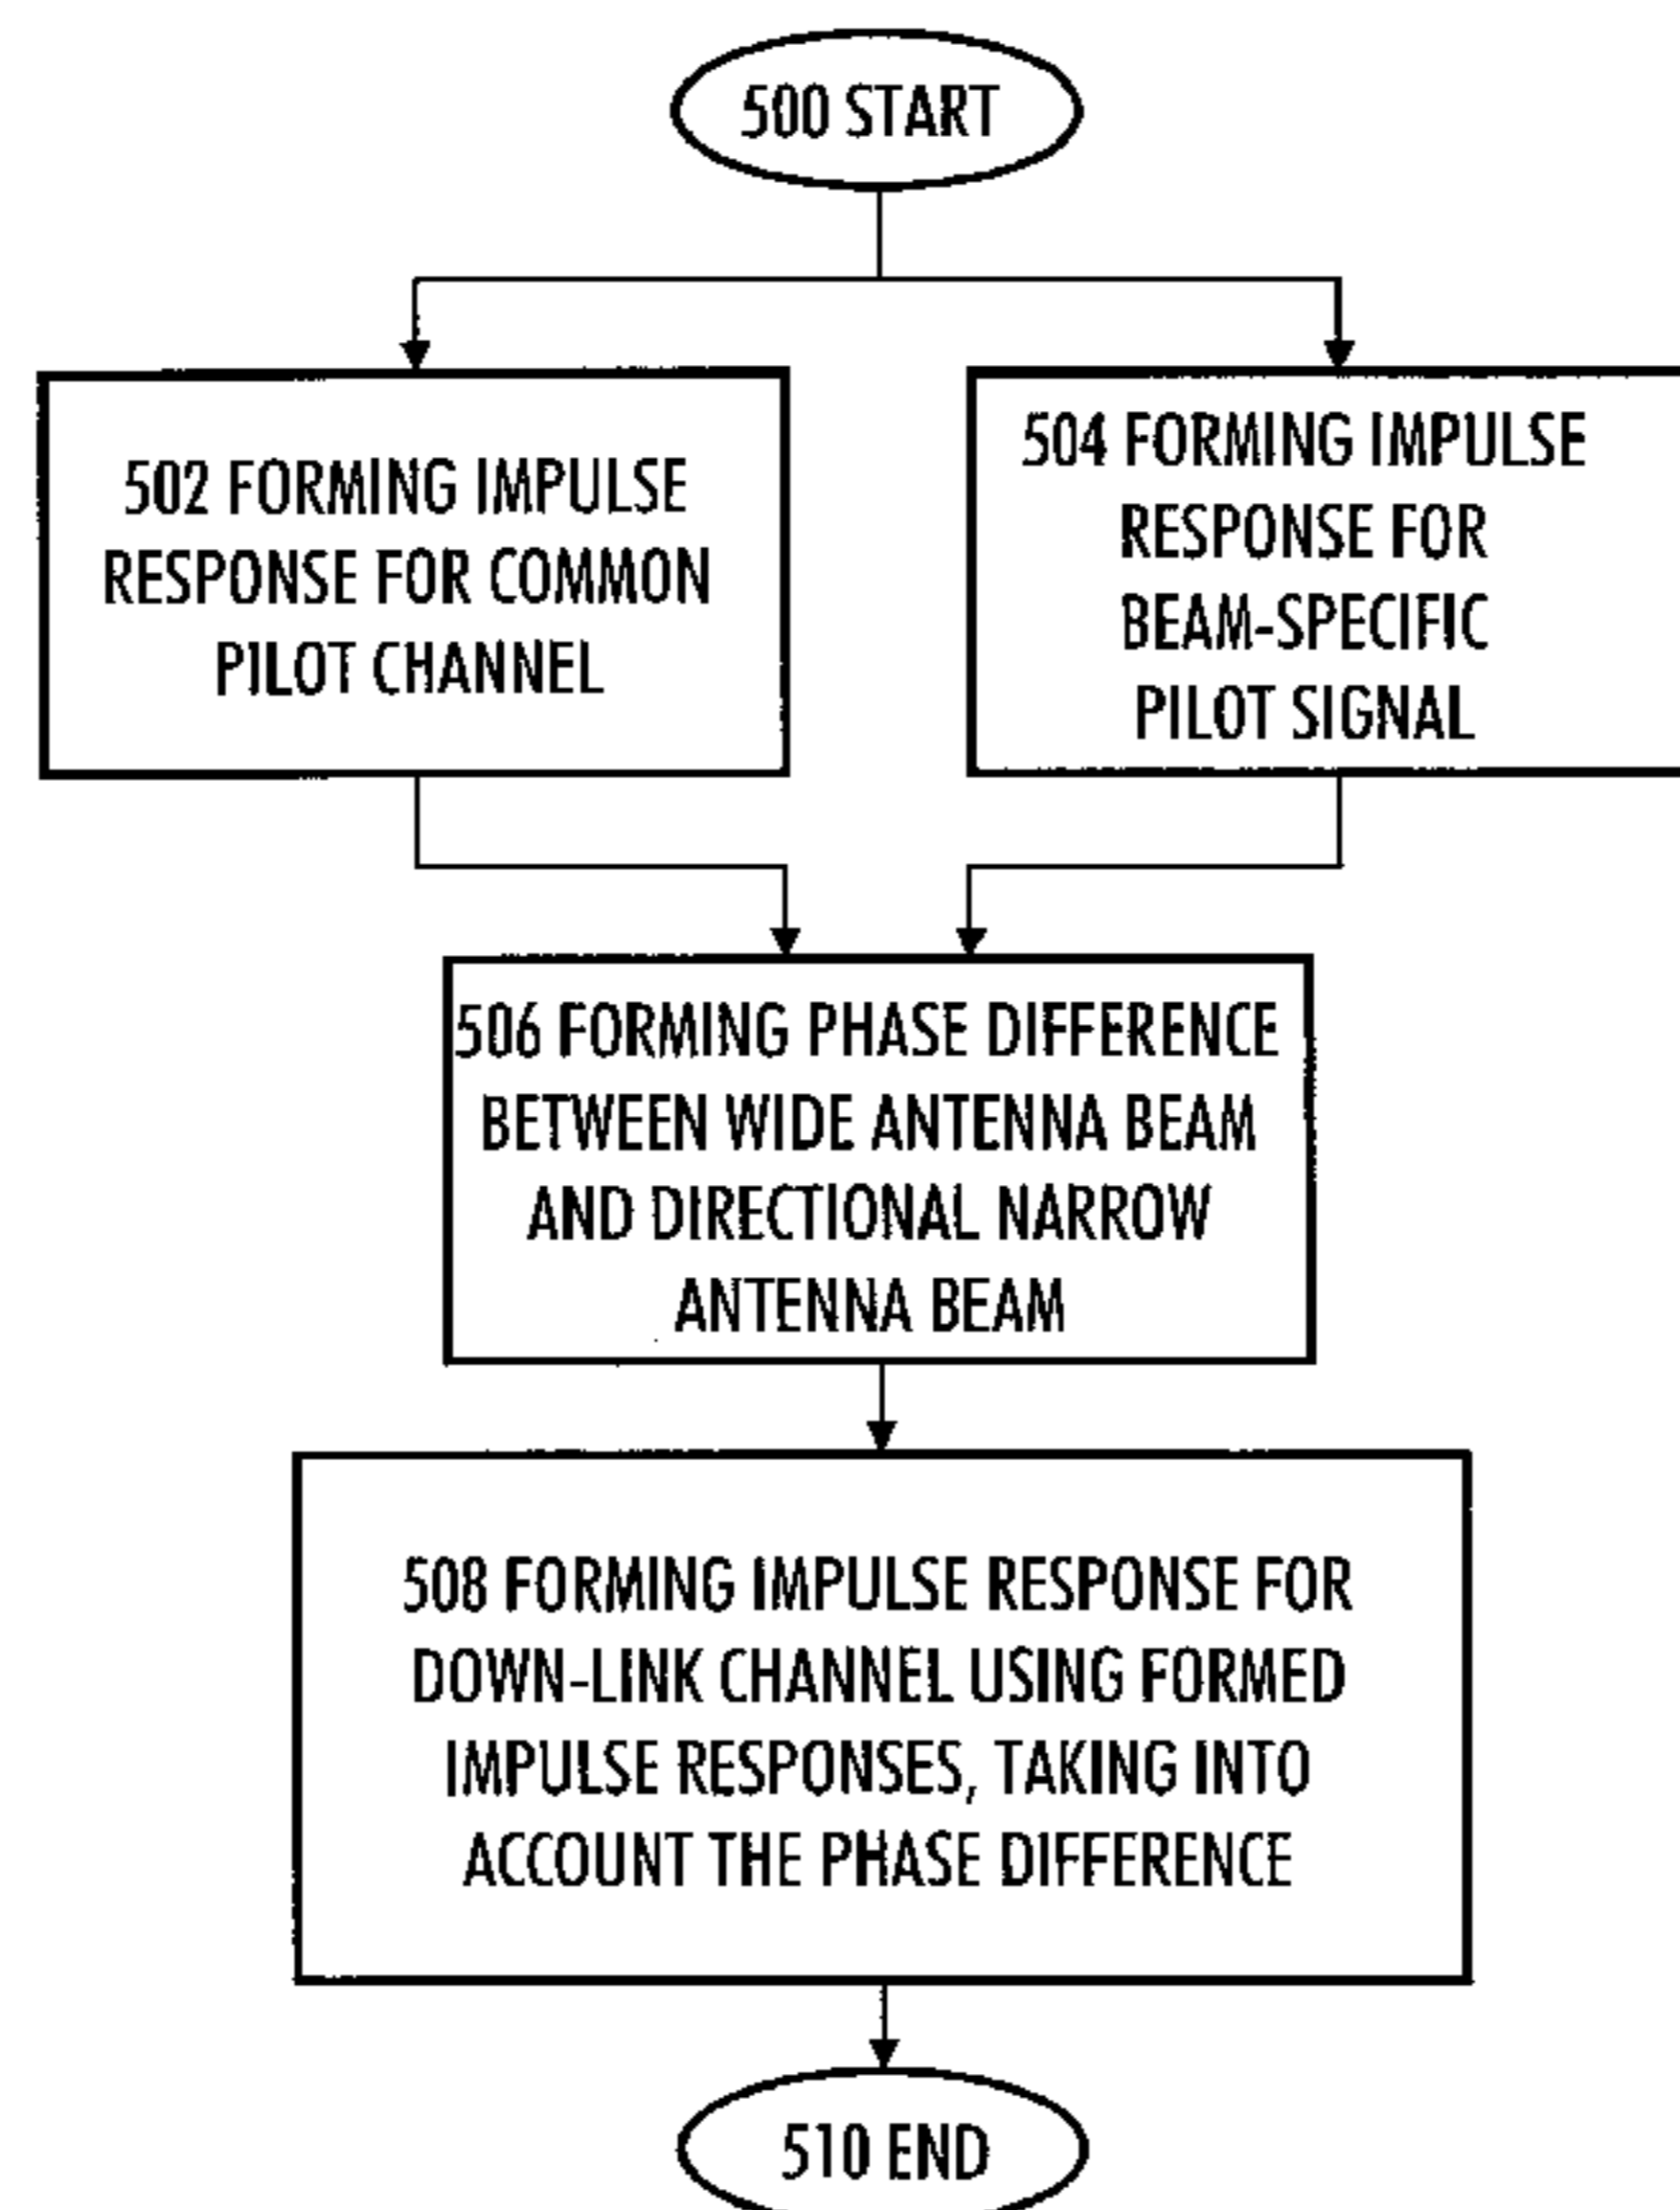 500 START
502 FORMING IMPULSE
RESPONSE FOR COMMON
PILOT CHANNEL
504 FORMING IMPULSE
RESPONSE FOR
BEAM-SPECIFIC
PILOT SIGNAL
506 FORMING PHASE DIFFERENCE
BETWEEN WIDE ANTENNA BEAM
AND DIRECTIONAL NARROW
ANTENNA BEAM
508 FORMING IMPULSE RESPONSE FOR
DOWN-LINK CHANNEL USING FORMED
IMPULSE RESPONSES, TAKING INTO
ACCOUNT THE PHASE DIFFERENCE
510 END